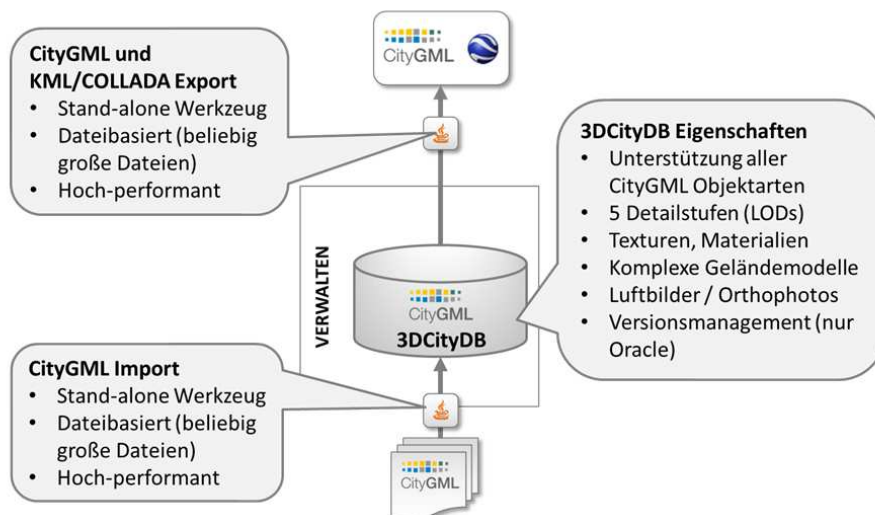 CityGML und
KML/COLLADA Export
• Stand-alone Werkzeug
• Dateibasiert (beliebig
große Dateien)
• Hoch-performant
CityGML
3DCityDB Eigenschaften
• Unterstützung aller
CityGML Objektarten
• 5 Detailstufen (LODs)
• Texturen, Materialien
• Komplexe Geländemodelle
• Luftbilder / Orthophotos
• Versionsmanagement (nur
Oracle)
VERWALTEN
CityGML
3DCityDB
CityGML Import
• Stand-alone Werkzeug
• Dateibasiert (beliebig
große Dateien)
• Hoch-performant
CityGML